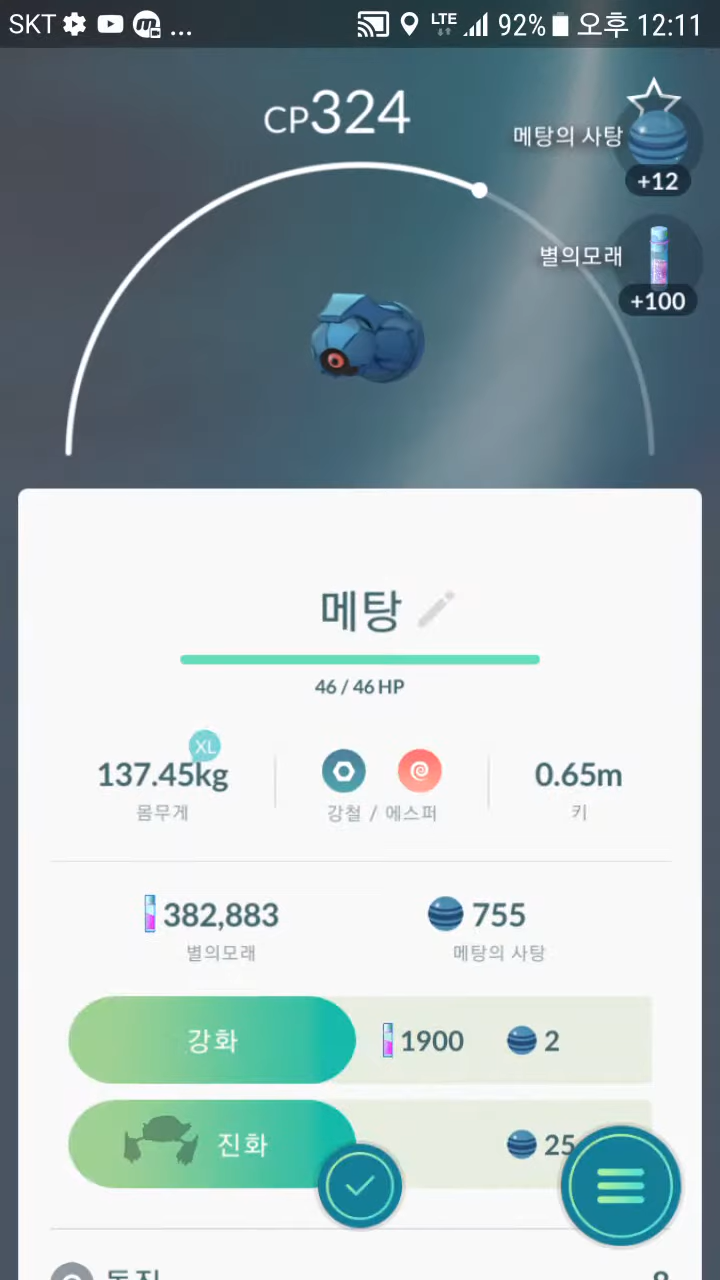 SKT ... LTE 92% 오후 12:11
CP324
메탕의 사탕
+12
별의모래
+100
메탕
46 / 46 HP
XL
137.45kg
몸무게
강철 / 에스퍼
0.65m
키
382,883
별의모래
755
메탕의 사탕
강화 1900 2
진화 25